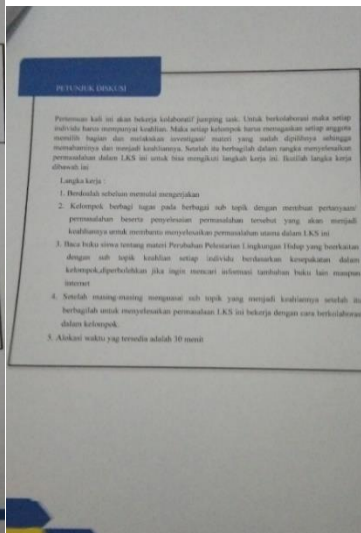 PETUNJUK DISKUSI
Pertemuan kali ini akan bekerja kolaboratif jumping task. Untuk berkolaborasi maka setiap
individu harus mempunyai keahlian. Maka setiap kelompok harus menugaskan setiap anggota
memilih bagian dan melakukan investigasi materi yang sudah dipilihnya sehingga
memahaminya dan menjadi keahliannya. Setelah itu berbagilah dalam rangka menyelesaikan
permasalahan dalam LKS ini untuk bisa mengikuti langkah kerja ini. Ikutilah langka kerja
dibawah ini
Langka kerja :
1. Berdoalah sebelum memulai mengerjakan
2. Kelompok berbagi tugas pada berbagai sub topik dengan membuat pertanyaan/
permasalahan beserta penyelesaian permasalahan tersebut yang akan menjadi
keahliannya untuk membantu menyelesaikan permasalahan utama dalam LKS ini
3. Baca buku siswa tentang materi Perubahan Pelestarian Lingkungan Hidup yang berkaitan
dengan sub topik keahlian setiap individu berdasarkan kesepakatan dalam
kelompok,diperbolehkan jika ingin mencari informasi tambahan buku lain maupun
internet
4. Setelah masing-masing menguasai sub topik yang menjadi keahliannya setelah itu
berbagilah untuk menyelesaikan permasalaan LKS ini bekerja dengan cara berkolaborasi
dalam kelompok.
5. Alokasi waktu yag tersedia adalah 10 menit